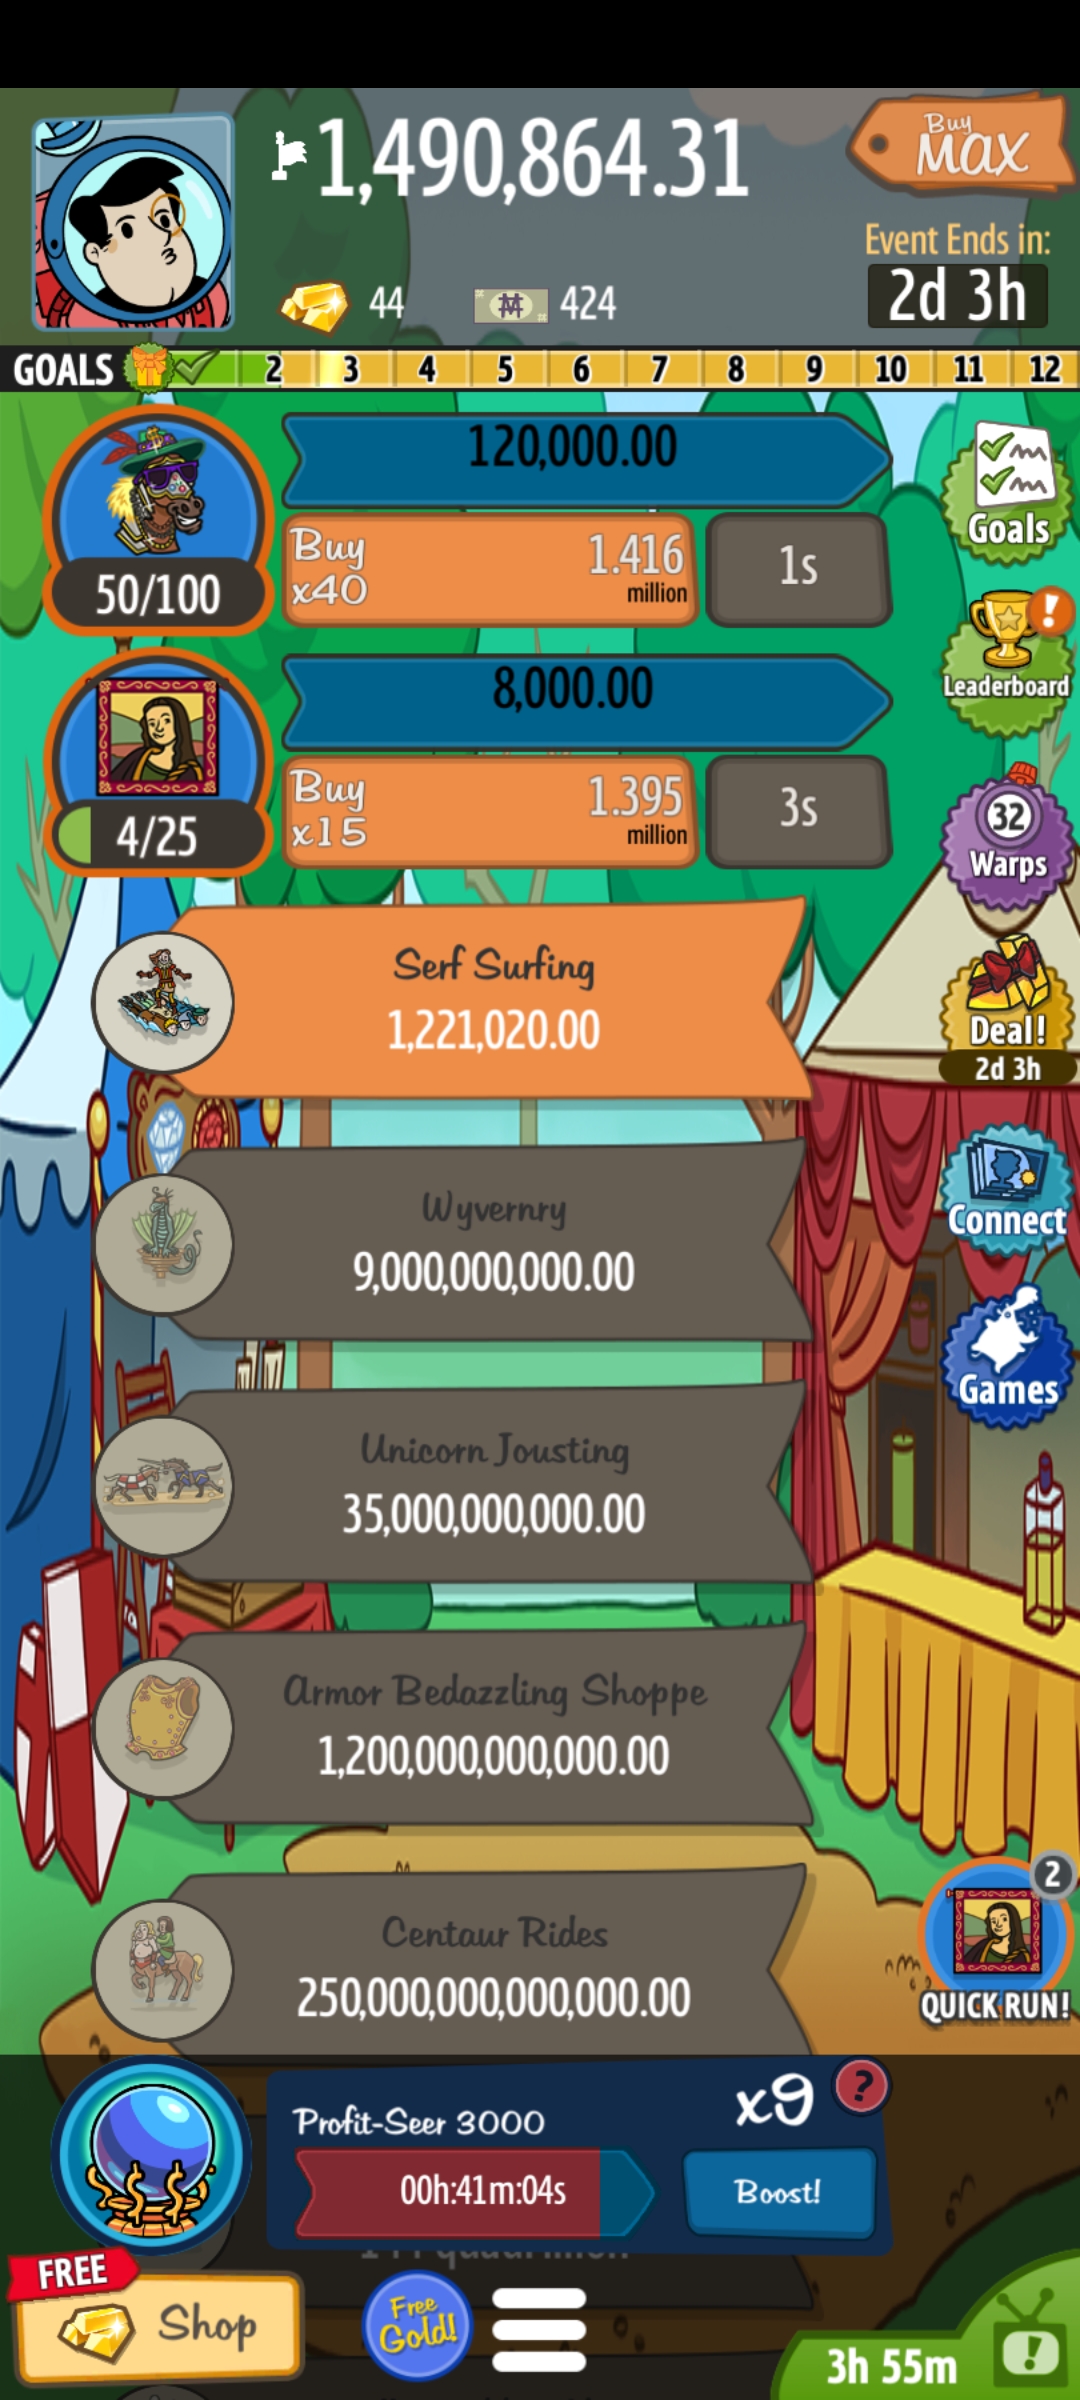 1,490,864.31
Buy
MAX
Event Ends in:
44
424
2d 3h
GOALS 2 3 4 5 6 7 8 9 10 11 12
120,000.00
Buy
x40
1.416
million
1s
50/100
Goals
!
8,000.00
Leaderboard
Buy
x15
1.395
million
3s
4/25
32
Warps
Serf Surfing
1,221,020.00
Deal!
2d 3h
Wyvernry
9,000,000,000.00
Connect
Unicorn Jousting
35,000,000,000.00
Games
Armor Bedazzling Shoppe
1,200,000,000,000.00
Centaur Rides
250,000,000,000,000.00
2
QUICK RUN!
Profit-Seer 3000
x9
?
00h:41m:04s
Boost!
FREE
Shop
Free
Gold!
3h 55m
!